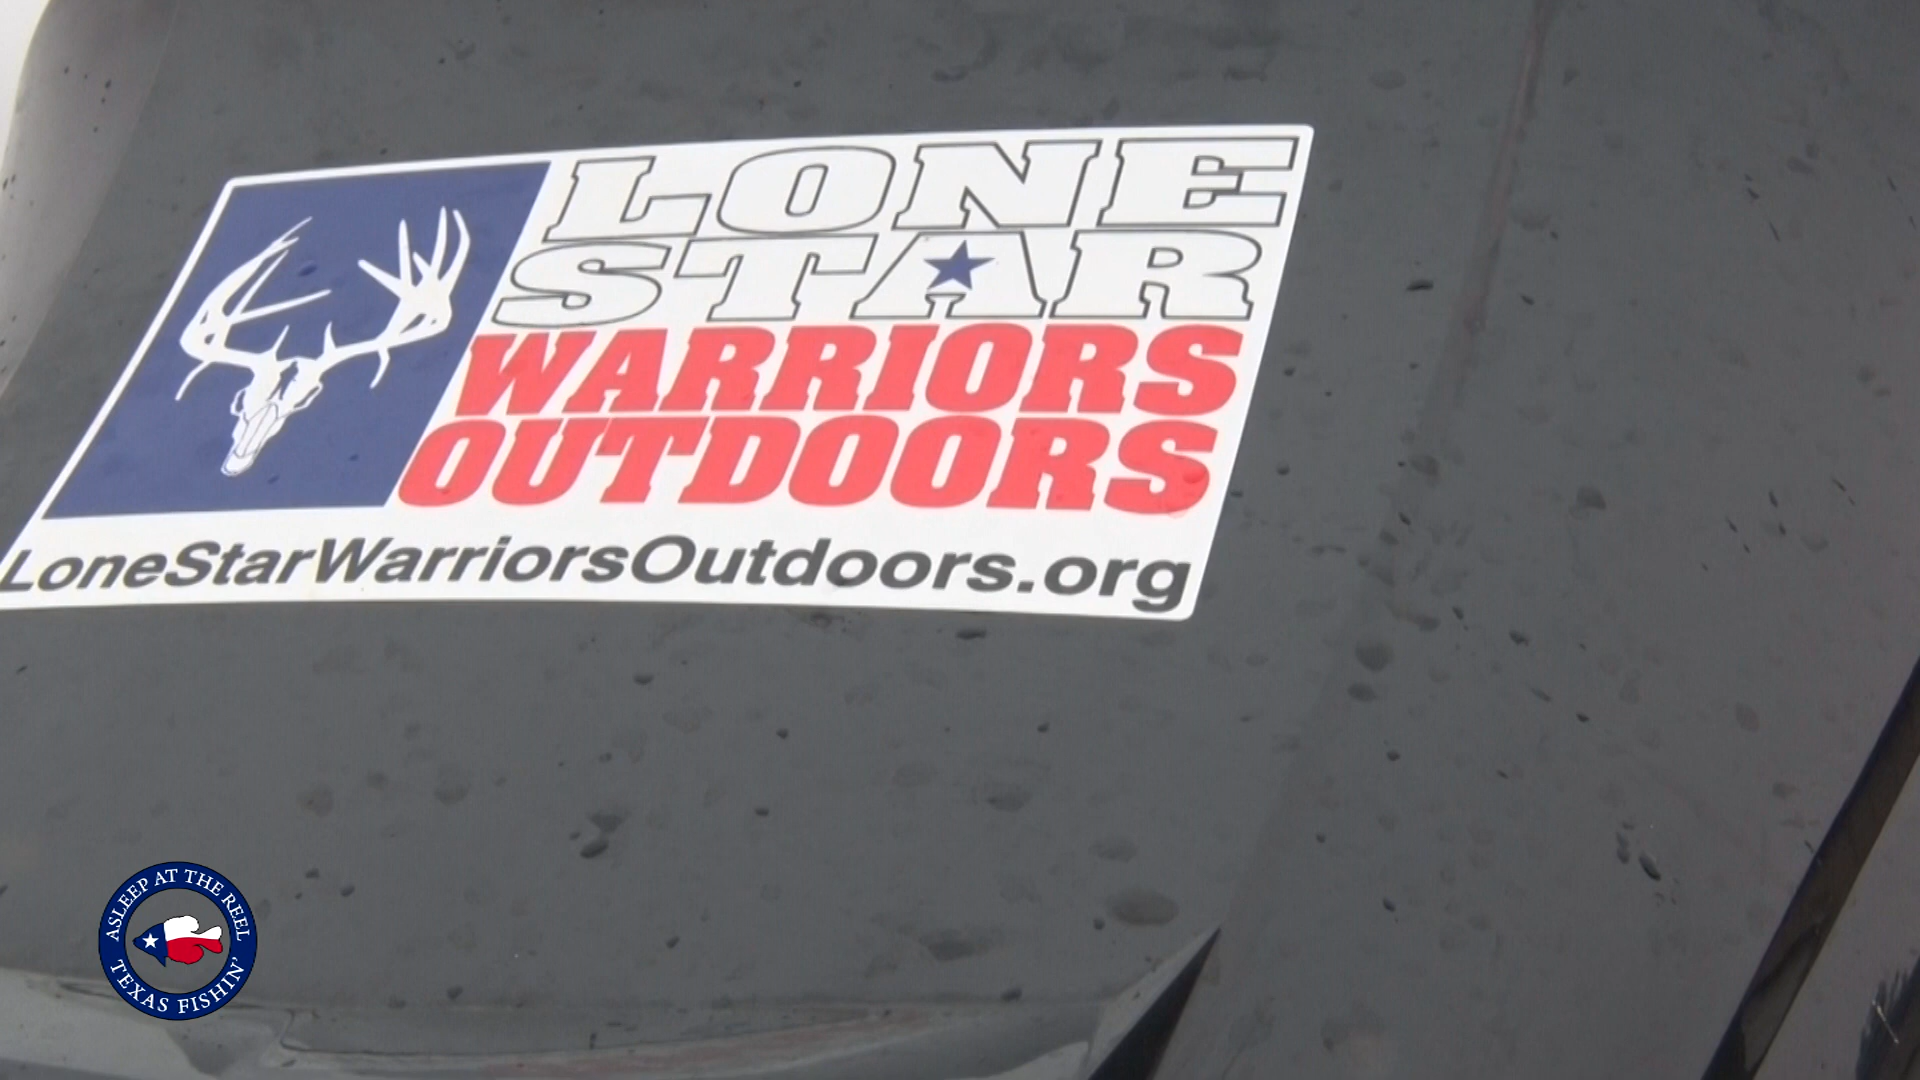 LONE
STAR
WARRIORS
OUTDOORS
LoneStarWarriorsOutdoors.org
ASLEEP AT THE REEL
TEXAS FISHIN'